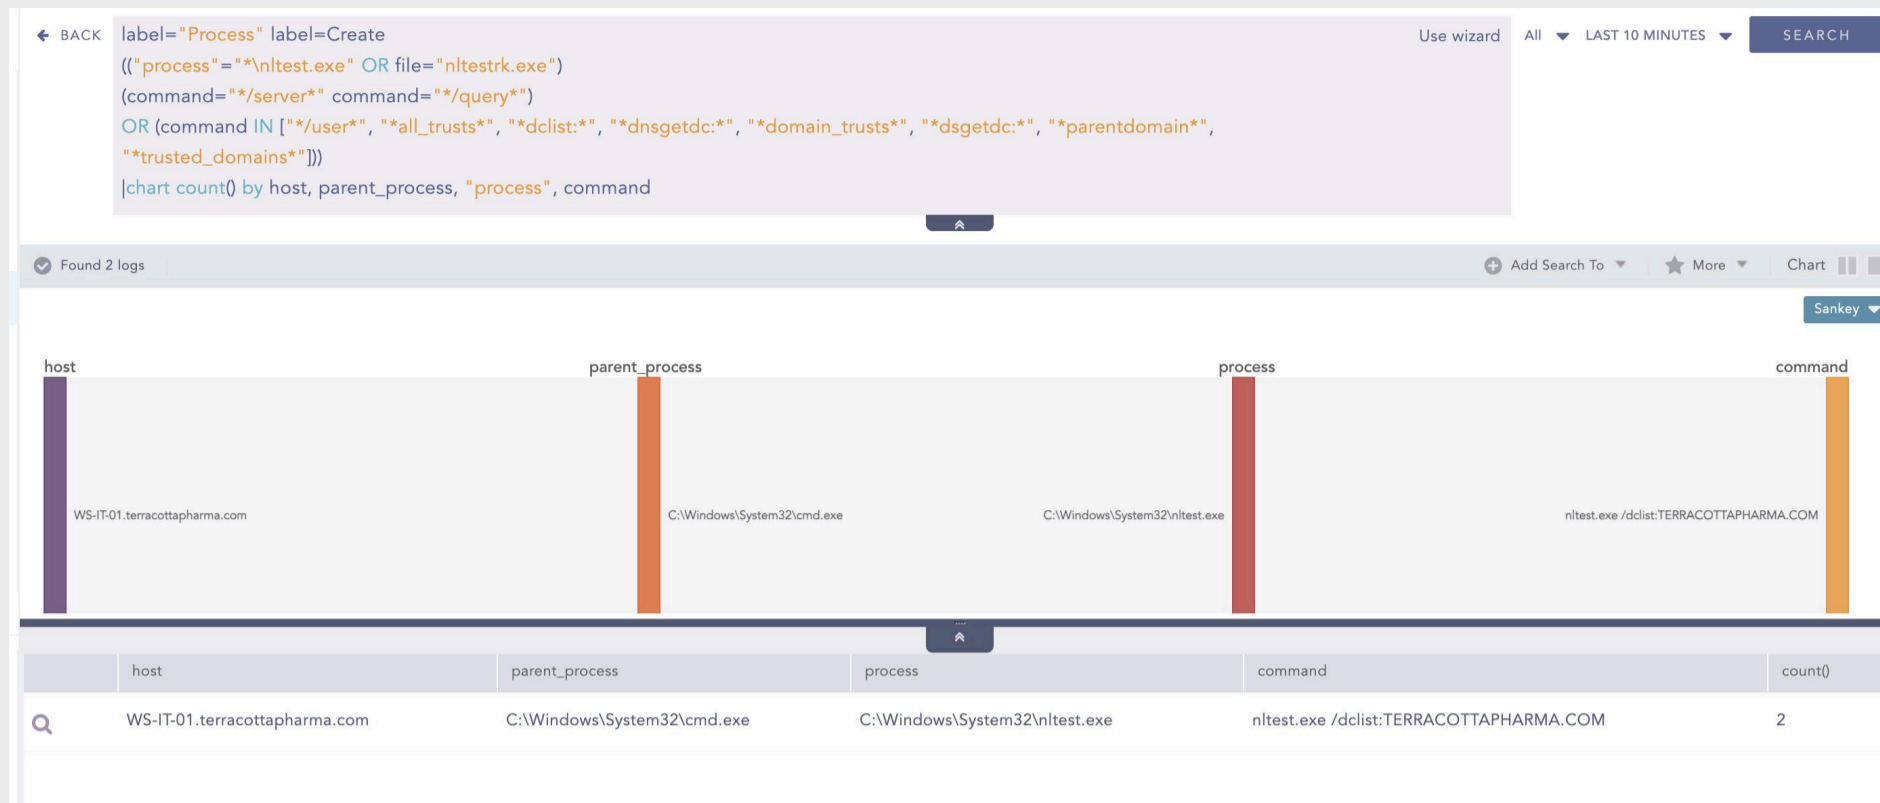 BACK
label="Process" label=Create
(("process"="*\nltest.exe" OR file="nltestrk.exe")
(command="*/server*" command="*/query*")
OR (command IN ["*/user*", "*all_trusts*", "*dclist:*", "*dnsgetdc:*", "*domain_trusts*", "*dsgetdc:*", "*parentdomain*",
"*trusted_domains*"]))
|chart count() by host, parent_process, "process", command
Use wizard All LAST 10 MINUTES SEARCH
Found 2 logs Add Search To More Chart
Sankey
host parent_process process command
WS-IT-01.terracottapharma.com C:\Windows\System32\cmd.exe C:\Windows\System32\nltest.exe nltest.exe /dclist:TERRACOTTAPHARMA.COM
host parent_process process command count()
WS-IT-01.terracottapharma.com C:\Windows\System32\cmd.exe C:\Windows\System32\nltest.exe nltest.exe /dclist:TERRACOTTAPHARMA.COM 2